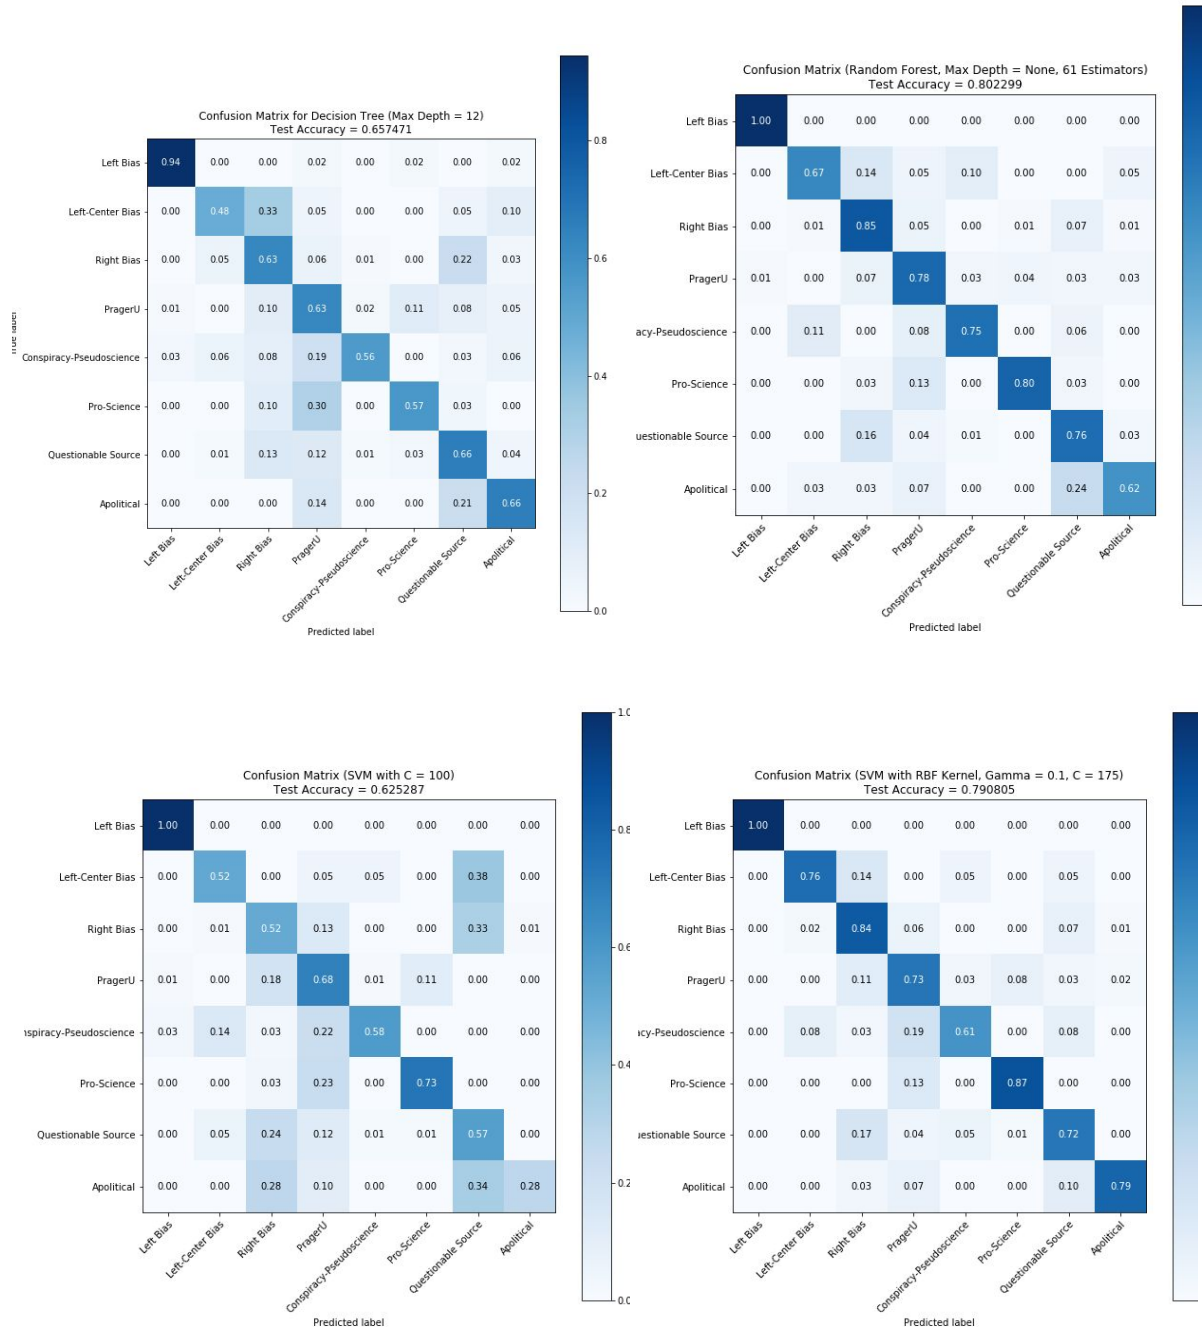 Confusion Matrix for Decision Tree (Max Depth = 12)
Test Accuracy = 0.657471
Left Bias 0.94 0.00 0.00 0.02 0.00 0.02 0.00 0.02
Left-Center Bias 0.00 0.48 0.33 0.05 0.00 0.05 0.05 0.10
Right Bias 0.00 0.05 0.63 0.06 0.01 0.00 0.22 0.03
PragerU 0.01 0.00 0.10 0.63 0.02 0.11 0.08 0.05
Conspiracy-Pseudoscience 0.03 0.06 0.08 0.19 0.56 0.00 0.03 0.06
Pro-Science 0.00 0.00 0.10 0.30 0.00 0.57 0.03 0.00
Questionable Source 0.00 0.01 0.13 0.12 0.01 0.03 0.66 0.04
Apolitical 0.00 0.00 0.00 0.14 0.00 0.00 0.21 0.66
Left Bias Left-Center Bias Right Bias PragerU Conspiracy-Pseudoscience Pro-Science Questionable Source Apolitical
Predicted label
0.8
0.6
0.4
0.2
0.0
Confusion Matrix (Random Forest, Max Depth = None, 61 Estimators)
Test Accuracy = 0.802299
Left Bias 1.00 0.00 0.00 0.00 0.00 0.00 0.00 0.00
Left-Center Bias 0.00 0.67 0.14 0.05 0.10 0.00 0.00 0.05
Right Bias 0.00 0.01 0.85 0.05 0.00 0.01 0.07 0.01
PragerU 0.01 0.00 0.07 0.78 0.03 0.04 0.03 0.03
acy-Pseudoscience 0.00 0.11 0.00 0.08 0.75 0.00 0.06 0.00
Pro-Science 0.00 0.00 0.03 0.13 0.00 0.80 0.03 0.00
uestionable Source 0.00 0.00 0.16 0.04 0.01 0.00 0.76 0.03
Apolitical 0.00 0.03 0.03 0.07 0.00 0.00 0.24 0.62
Left Bias Left-Center Bias Right Bias PragerU Conspiracy-Pseudoscience Pro-Science Questionable Source Apolitical
Predicted label
Confusion Matrix (SVM with C = 100)
Test Accuracy = 0.625287
Left Bias 1.00 0.00 0.00 0.00 0.00 0.00 0.00 0.00
Left-Center Bias 0.00 0.52 0.00 0.05 0.05 0.00 0.38 0.00
Right Bias 0.00 0.01 0.52 0.13 0.00 0.00 0.33 0.01
PragerU 0.01 0.00 0.18 0.68 0.01 0.11 0.00 0.00
nspiracy-Pseudoscience 0.03 0.14 0.03 0.22 0.58 0.00 0.00 0.00
Pro-Science 0.00 0.00 0.03 0.23 0.00 0.73 0.00 0.00
Questionable Source 0.00 0.05 0.24 0.12 0.01 0.01 0.57 0.00
Apolitical 0.00 0.00 0.28 0.10 0.00 0.00 0.34 0.28
Left Bias Left-Center Bias Right Bias PragerU Conspiracy-Pseudoscience Pro-Science Questionable Source Apolitical
Predicted label
1.0
0.8
0.6
0.4
0.2
0.0
Confusion Matrix (SVM with RBF Kernel, Gamma = 0.1, C = 175)
Test Accuracy = 0.790805
Left Bias 1.00 0.00 0.00 0.00 0.00 0.00 0.00 0.00
Left-Center Bias 0.00 0.76 0.14 0.00 0.05 0.00 0.05 0.00
Right Bias 0.00 0.02 0.84 0.06 0.00 0.00 0.07 0.01
PragerU 0.00 0.00 0.11 0.73 0.03 0.08 0.03 0.02
acy-Pseudoscience 0.00 0.08 0.03 0.19 0.61 0.00 0.08 0.00
Pro-Science 0.00 0.00 0.00 0.13 0.00 0.87 0.00 0.00
uestionable Source 0.00 0.00 0.17 0.04 0.05 0.01 0.72 0.00
Apolitical 0.00 0.00 0.03 0.07 0.00 0.00 0.10 0.79
Left Bias Left-Center Bias Right Bias PragerU Conspiracy-Pseudoscience Pro-Science Questionable Source Apolitical
Predicted label